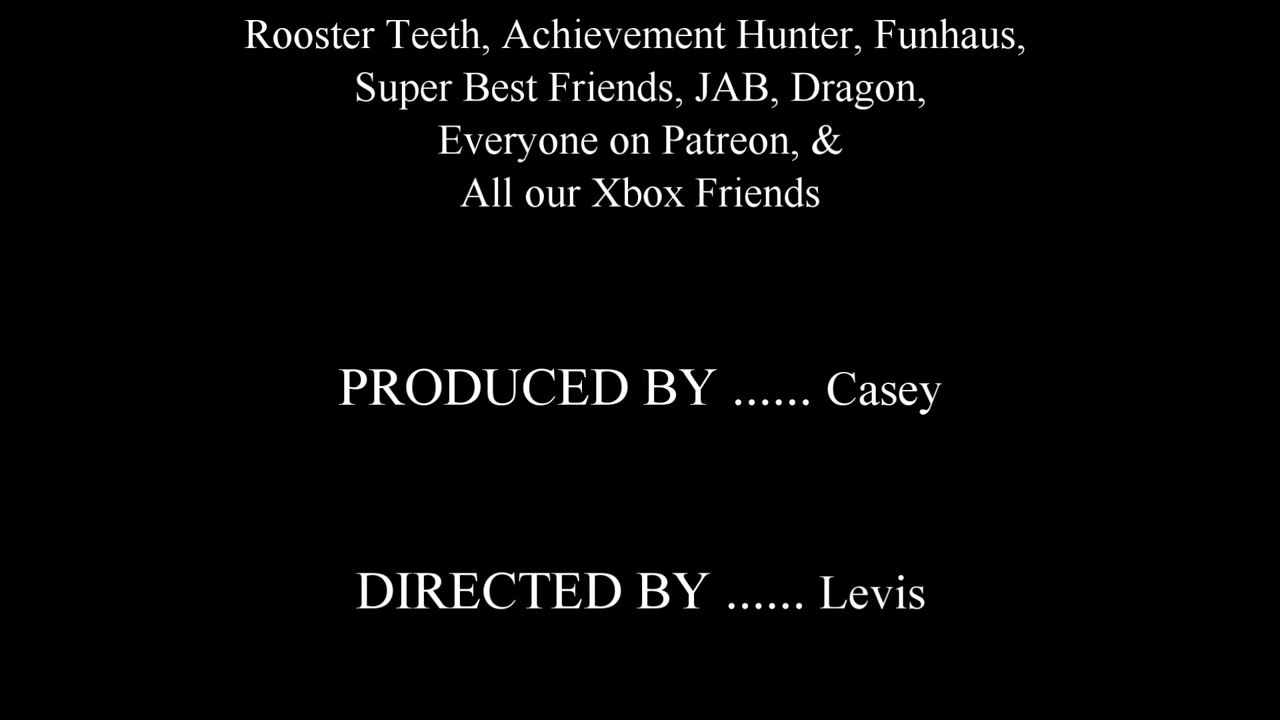 Rooster Teeth, Achievement Hunter, Funhaus,
Super Best Friends, JAB, Dragon,
Everyone on Patreon, &
All our Xbox Friends
PRODUCED BY ...... Casey
DIRECTED BY ...... Levis